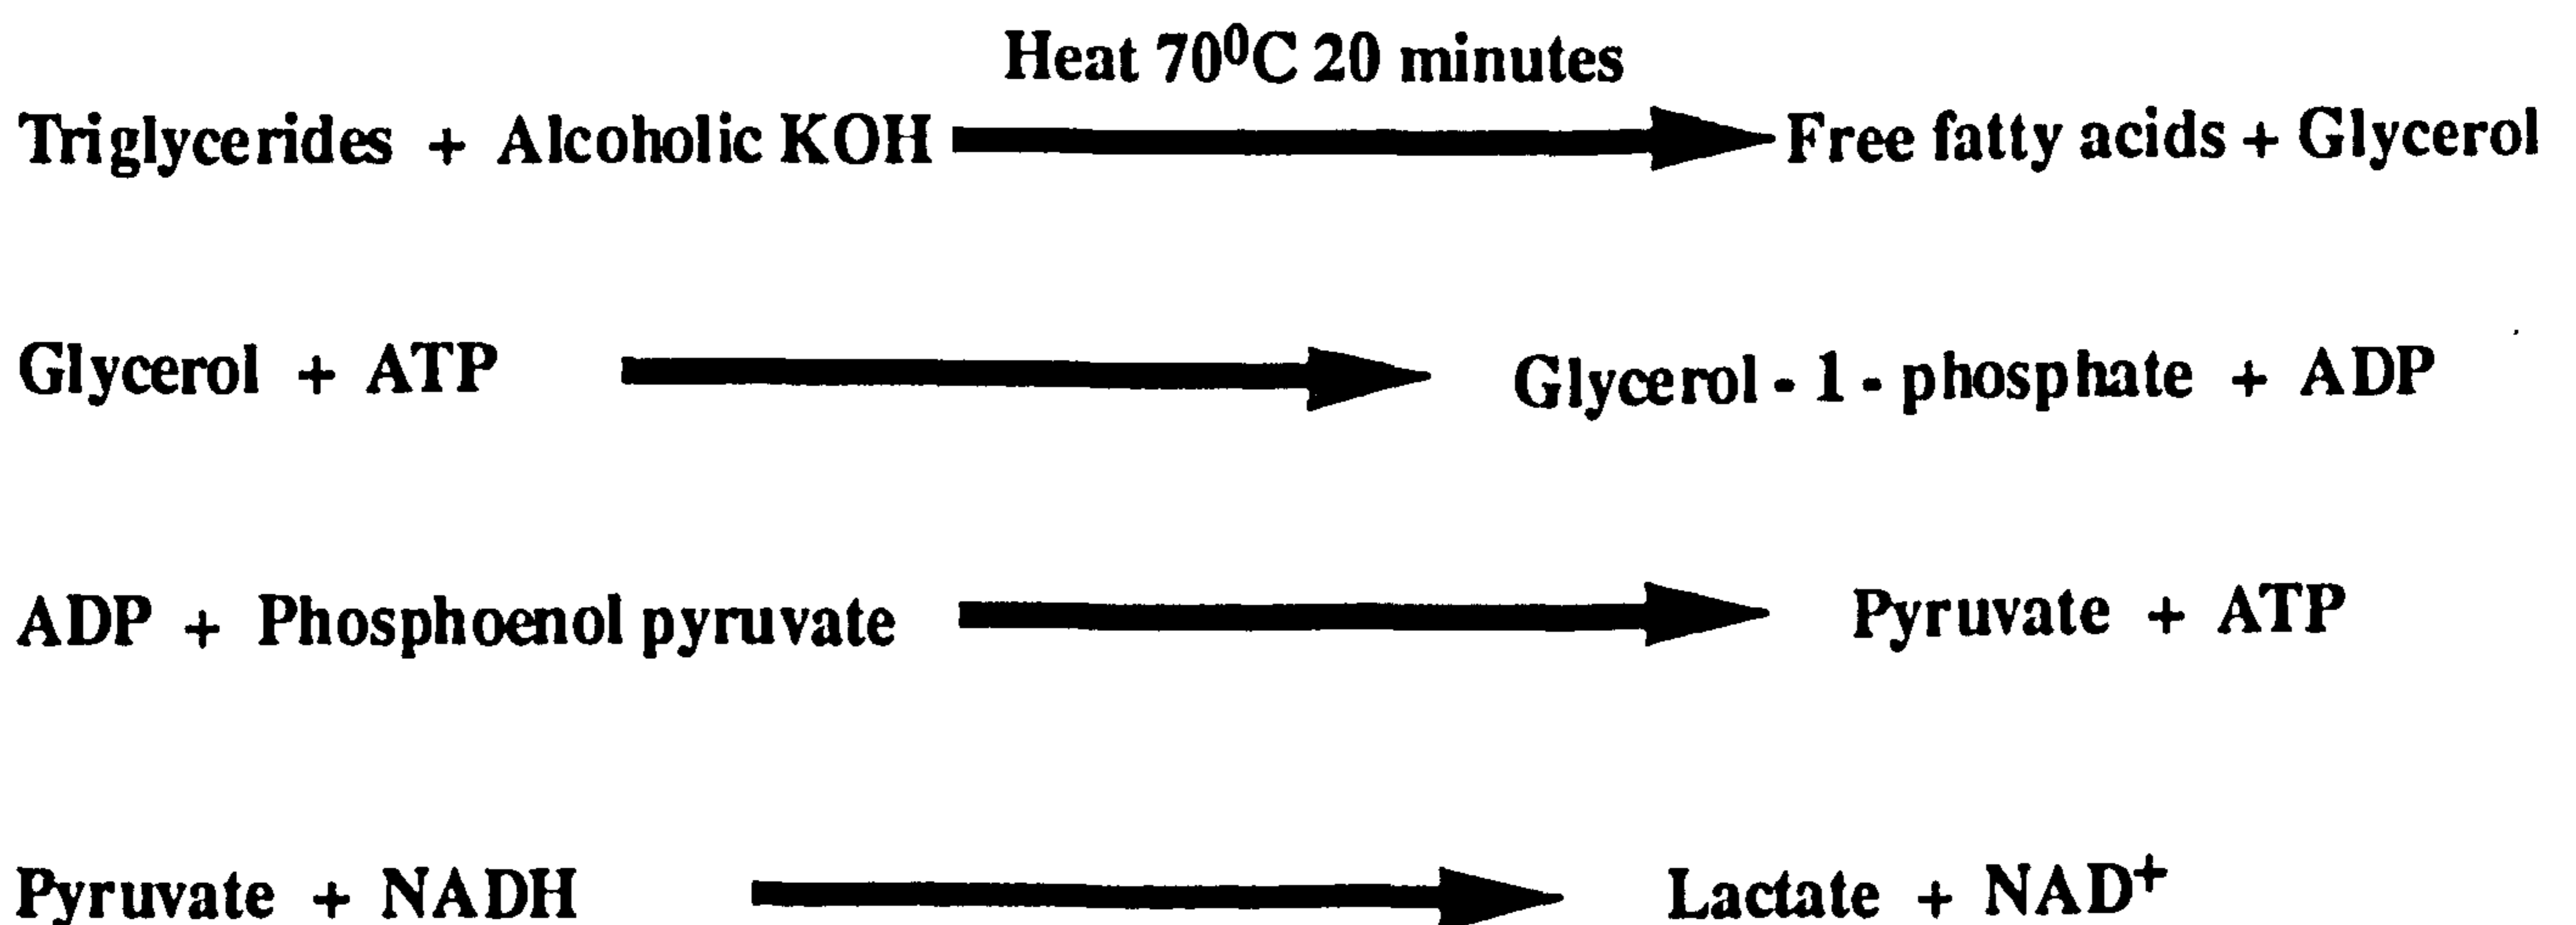 Heat 70⁰C 20 minutes
Triglycerides + Alcoholic KOH Free fatty acids + Glycerol
Glycerol + ATP Glycerol - 1 - phosphate + ADP
ADP + Phosphoenol pyruvate Pyruvate + ATP
Pyruvate + NADH Lactate + NAD⁺